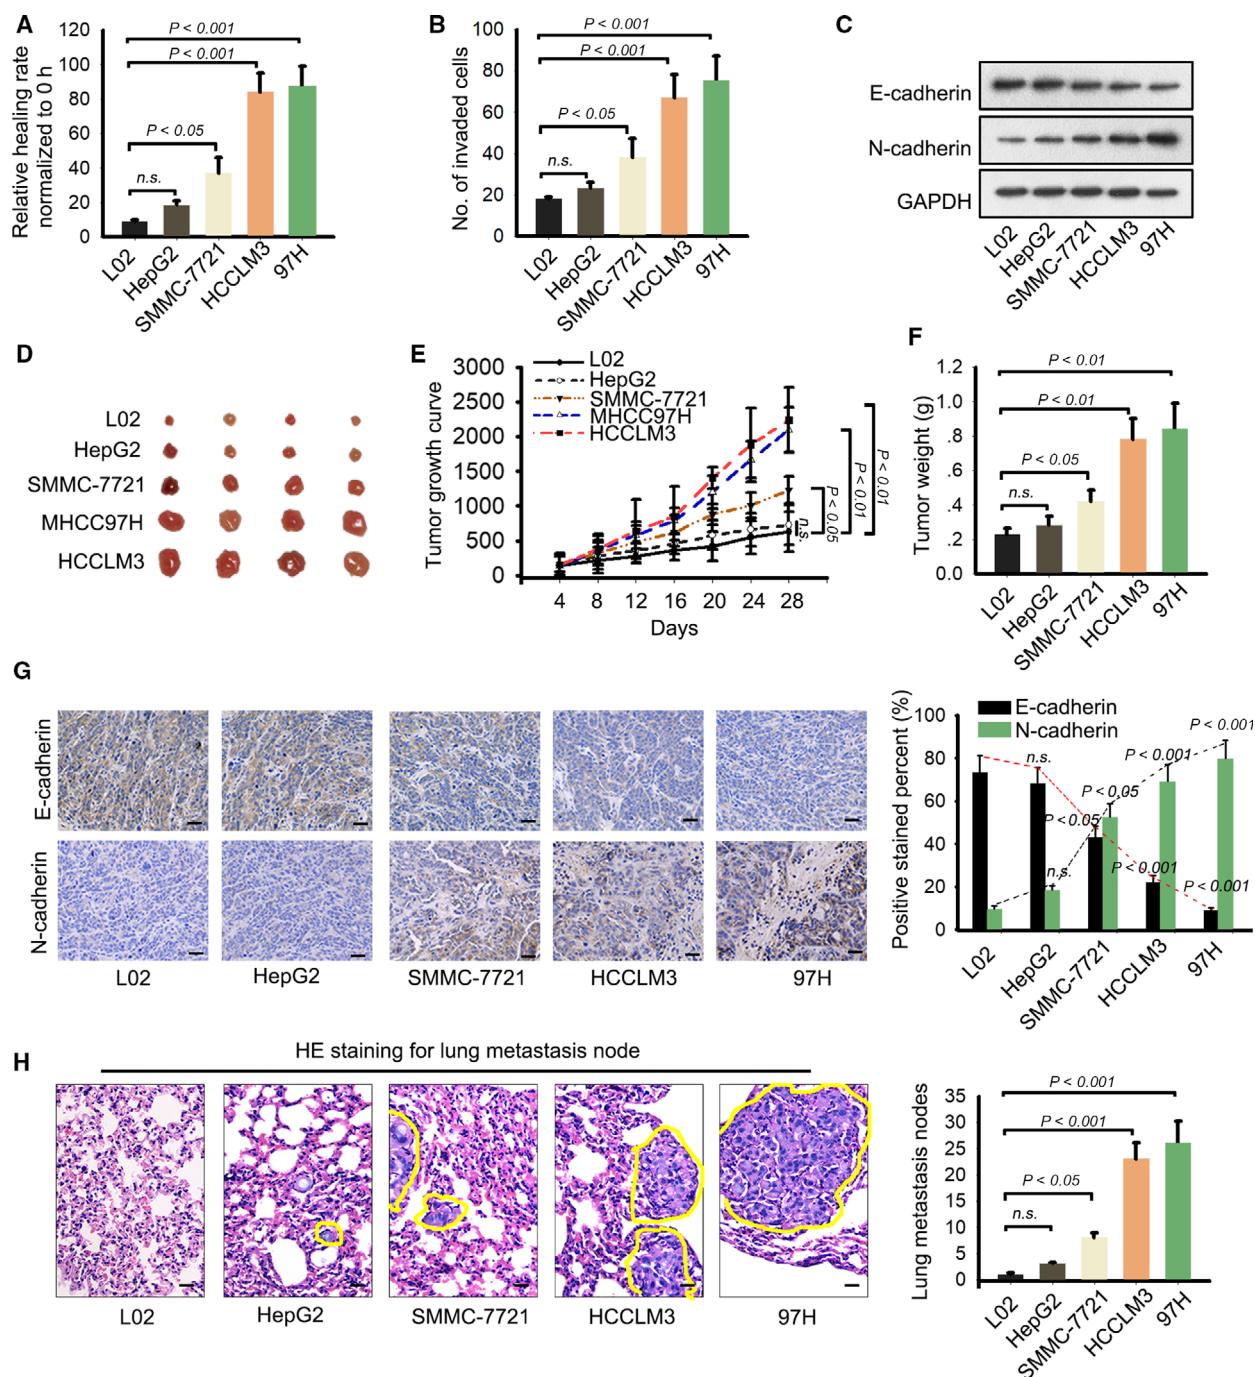 A
Relative healing rate
normalized to 0 h
120
100
80
60
40
20
0
P < 0.001
P < 0.001
P < 0.05
n.s.
L02
HepG2
SMMC-7721
HCCLM3
97H
B
No. of invaded cells
100
80
60
40
20
0
P < 0.001
P < 0.001
P < 0.05
n.s.
L02
HepG2
SMMC-7721
HCCLM3
97H
C
E-cadherin
N-cadherin
GAPDH
L02
HepG2
SMMC-7721
HCCLM3
97H
D
L02
HepG2
SMMC-7721
MHCC97H
HCCLM3
E
Tumor growth curve
3000
2500
2000
1500
1000
500
0
L02
HepG2
SMMC-7721
MHCC97H
HCCLM3
n.s.
P < 0.05
P < 0.01
P < 0.01
4 8 12 16 20 24 28
Days
F
Tumor weight (g)
1.2
1.0
.8
.6
.4
.2
0.0
P < 0.01
P < 0.01
P < 0.05
n.s.
L02
HepG2
SMMC-7721
HCCLM3
97H
G
E-cadherin
N-cadherin
L02
HepG2
SMMC-7721
HCCLM3
97H
Positive stained percent (%)
100
80
60
40
20
0
E-cadherin
N-cadherin
n.s.
n.s.
P < 0.05
P < 0.05
P < 0.001
P < 0.001
P < 0.001
P < 0.001
L02
HepG2
SMMC-7721
HCCLM3
97H
H
HE staining for lung metastasis node
L02
HepG2
SMMC-7721
HCCLM3
97H
Lung metastasis nodes
35
30
25
20
15
10
5
0
P < 0.001
P < 0.001
P < 0.05
n.s.
L02
HepG2
SMMC-7721
HCCLM3
97H